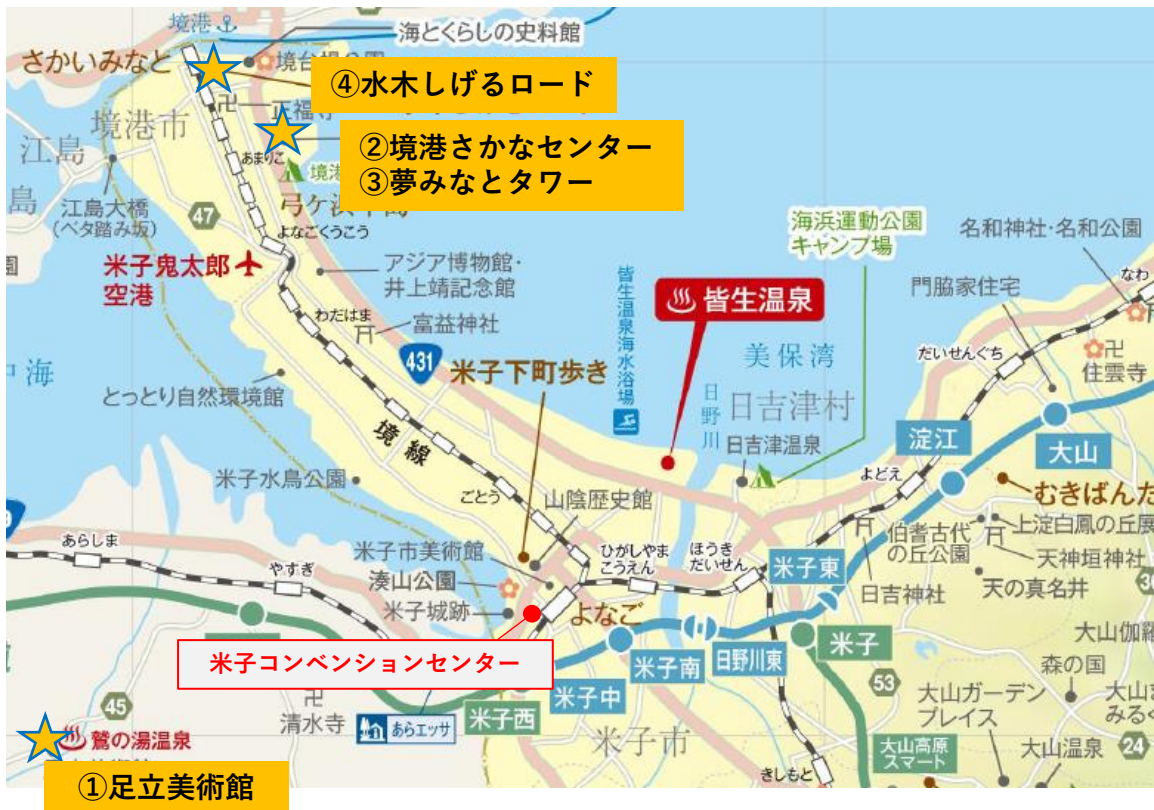 境港
海とくらしの史料館
さかいみなと
④水木しげるロード
境港市
江島
②境港さかなセンター
③夢みなとタワー
あまりこ
江島大橋
(ベタ踏み坂)
島
47
よなごくうこう
米子鬼太郎
空港
アジア博物館・
井上靖記念館
わだはま
富益神社
431
米子下町歩き
皆生温泉海水浴場
皆生温泉
海浜運動公園
キャンプ場
名和神社・名和公園
なわ
門脇家住宅
だいせんぐち
住雲寺
美保湾
日野川
日吉津村
日吉津温泉
淀江
大山
よどえ
とっとり自然環境館
境線
米子水鳥公園
ごとう
山陰歴史館
米子市美術館
湊山公園
米子城跡
ひがしやま
こうえん
ほうき
だいせん
米子東
伯耆古代
の丘公園
上淀白鳳の丘展
天神垣神社
天の真名井
日吉神社
あらしま
やすぎ
よなご
米子コンベンションセンター
米子南
日野川東
米子
米子中
米子西
あらエッサ
清水寺
45
鷺の湯温泉
①足立美術館
米子市
53
大山ガーデン
プレイス
森の国
大山高原
スマート
大山温泉
24
きしもと